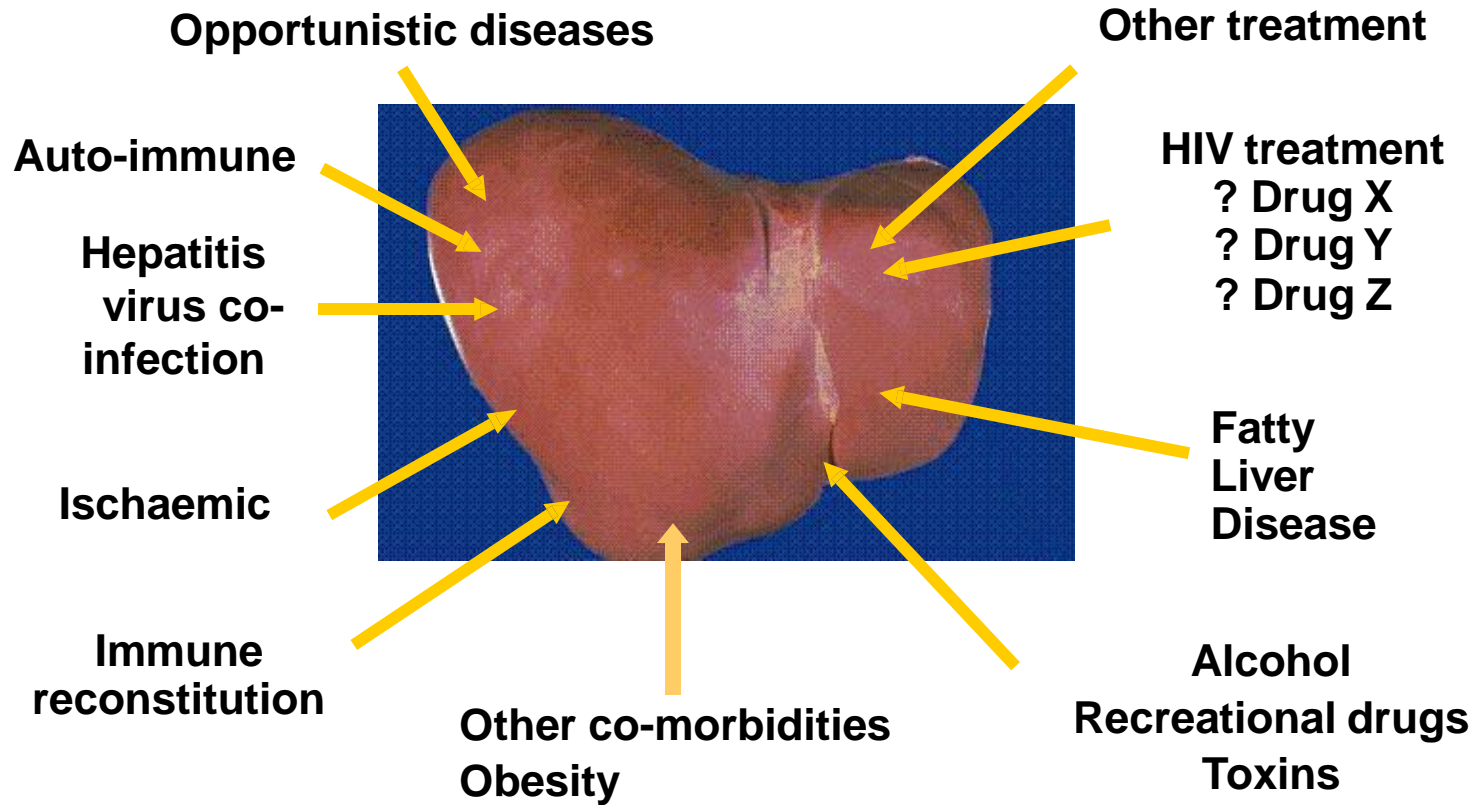 Opportunistic diseases
Other treatment
Auto-immune
HIV treatment
? Drug X
? Drug Y
? Drug Z
Hepatitis
virus co-
infection
Fatty
Liver
Disease
Ischaemic
Immune
reconstitution
Other co-morbidities
Obesity
Alcohol
Recreational drugs
Toxins